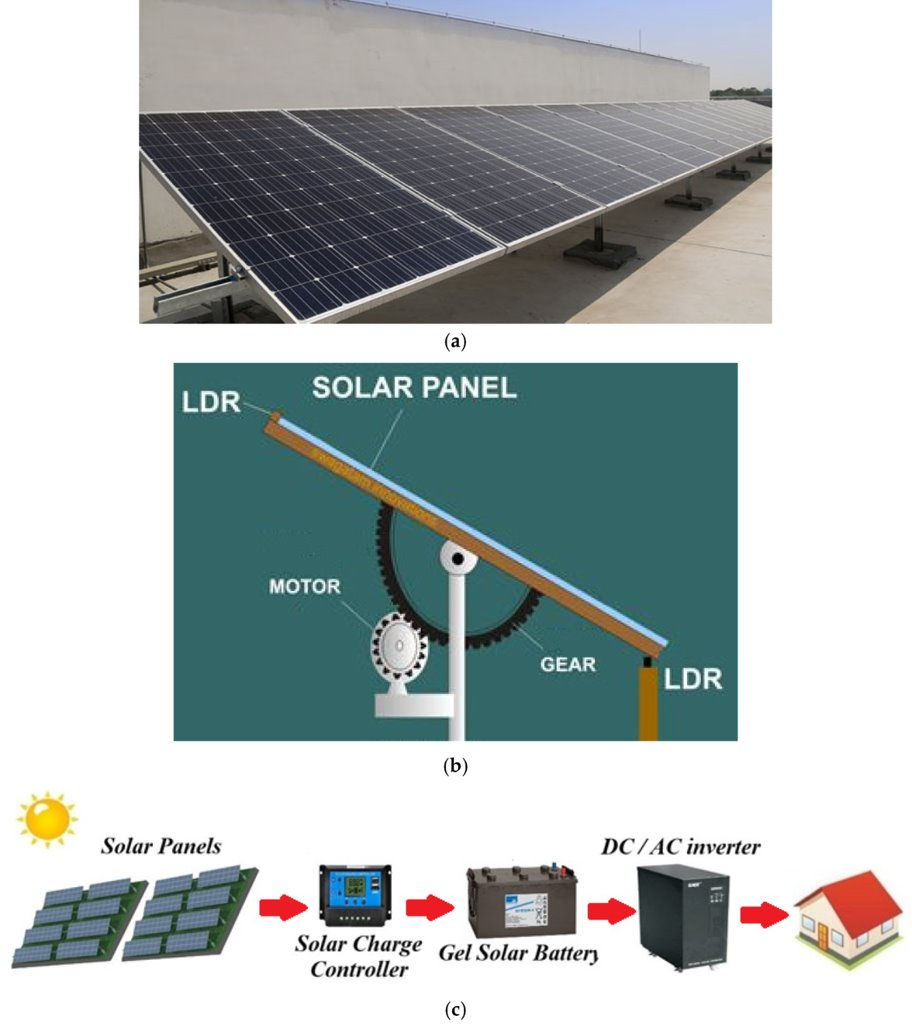 (a)
LDR
SOLAR PANEL
MOTOR
GEAR
LDR
(b)
Solar Panels
DC / AC inverter
Solar Charge
Controller
Gel Solar Battery
(c)